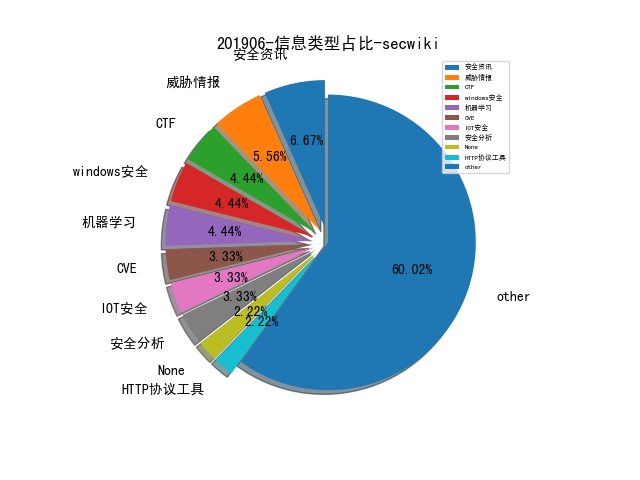 201906-信息类型占比-secwiki
安全资讯
威胁情报
CTF
windows安全
机器学习
CVE
IOT安全
安全分析
None
HTTP协议工具
other
6.67%
5.56%
4.44%
4.44%
4.44%
3.33%
3.33%
3.33%
2.22%
2.22%
60.02%
安全资讯
威胁情报
CTF
windows安全
机器学习
CVE
IOT安全
安全分析
None
HTTP协议工具
other